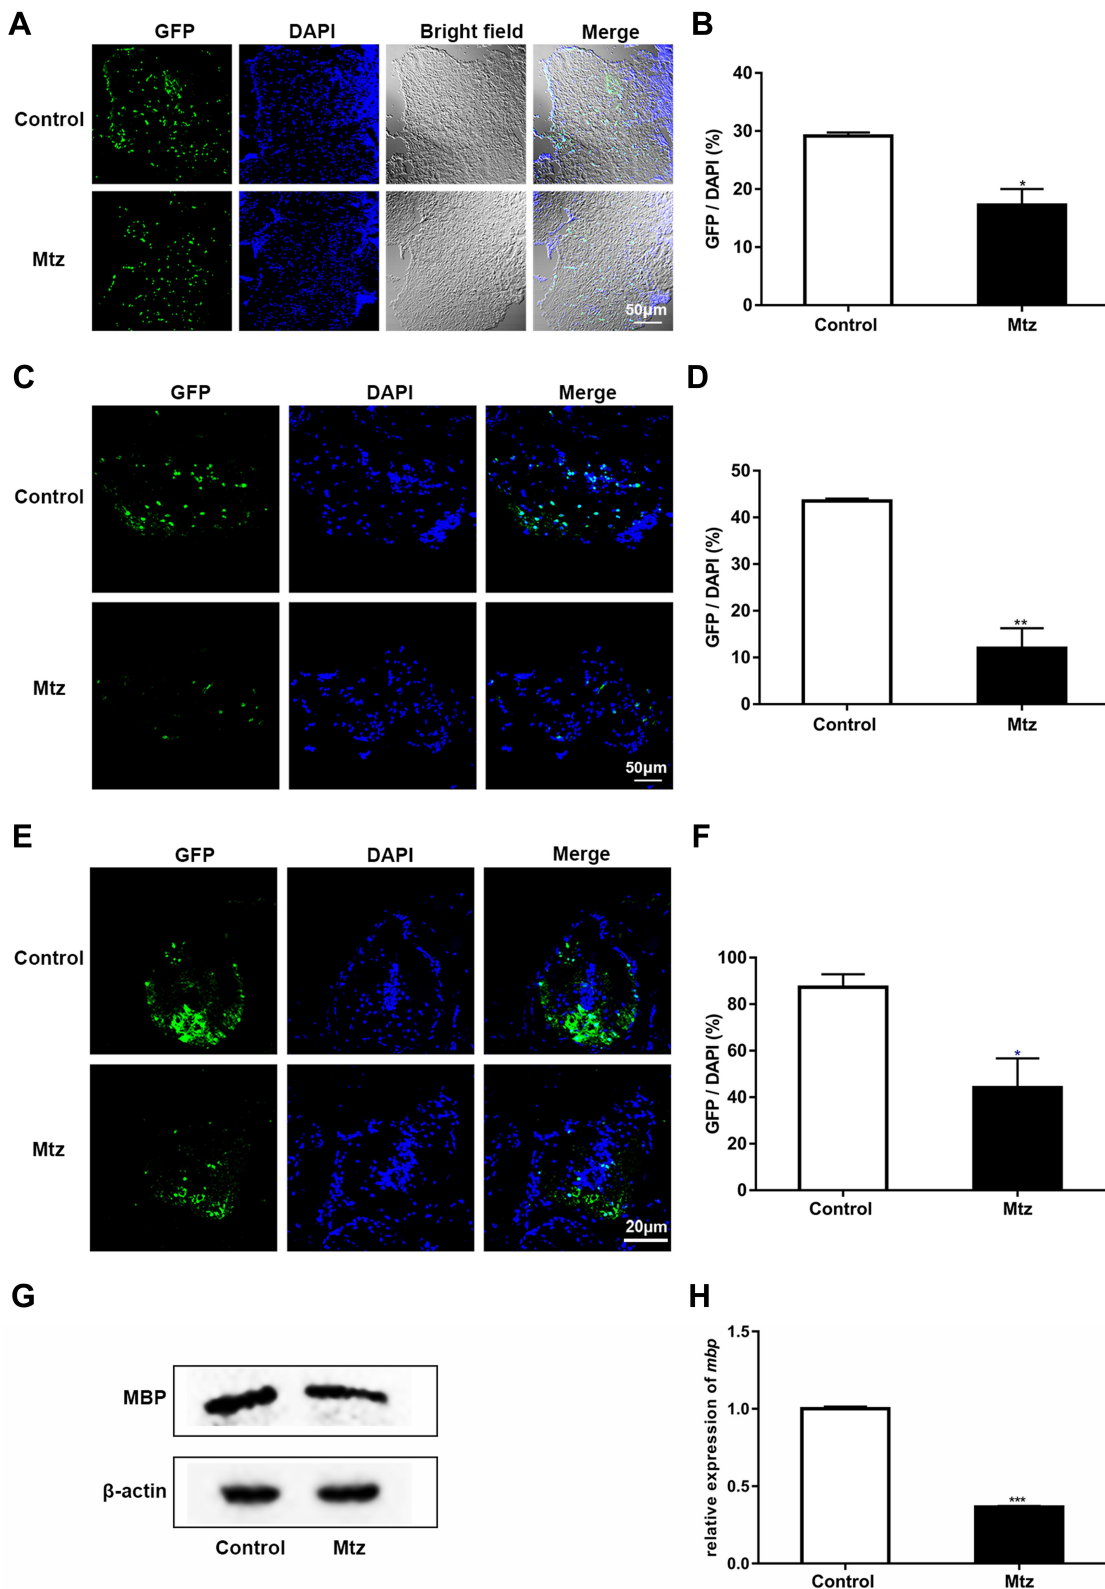 A
GFP DAPI Bright field Merge
Control
Mtz
50μm
B
GFP / DAPI (%)
40
30
20
10
0
*
Control Mtz
C
GFP DAPI Merge
Control
Mtz
50μm
D
GFP / DAPI (%)
50
40
30
20
10
0
**
Control Mtz
E
GFP DAPI Merge
Control
Mtz
20μm
F
GFP / DAPI (%)
100
80
60
40
20
0
*
Control Mtz
G
MBP
β-actin
Control Mtz
H
relative expression of mbp
1.5
1.0
0.5
0.0
***
Control Mtz